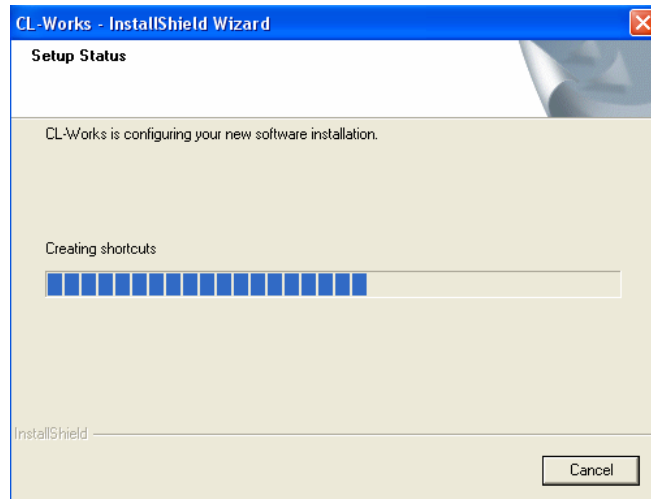 CL-Works - InstallShield Wizard
Setup Status
CL-Works is configuring your new software installation.
Creating shortcuts
InstallShield
Cancel